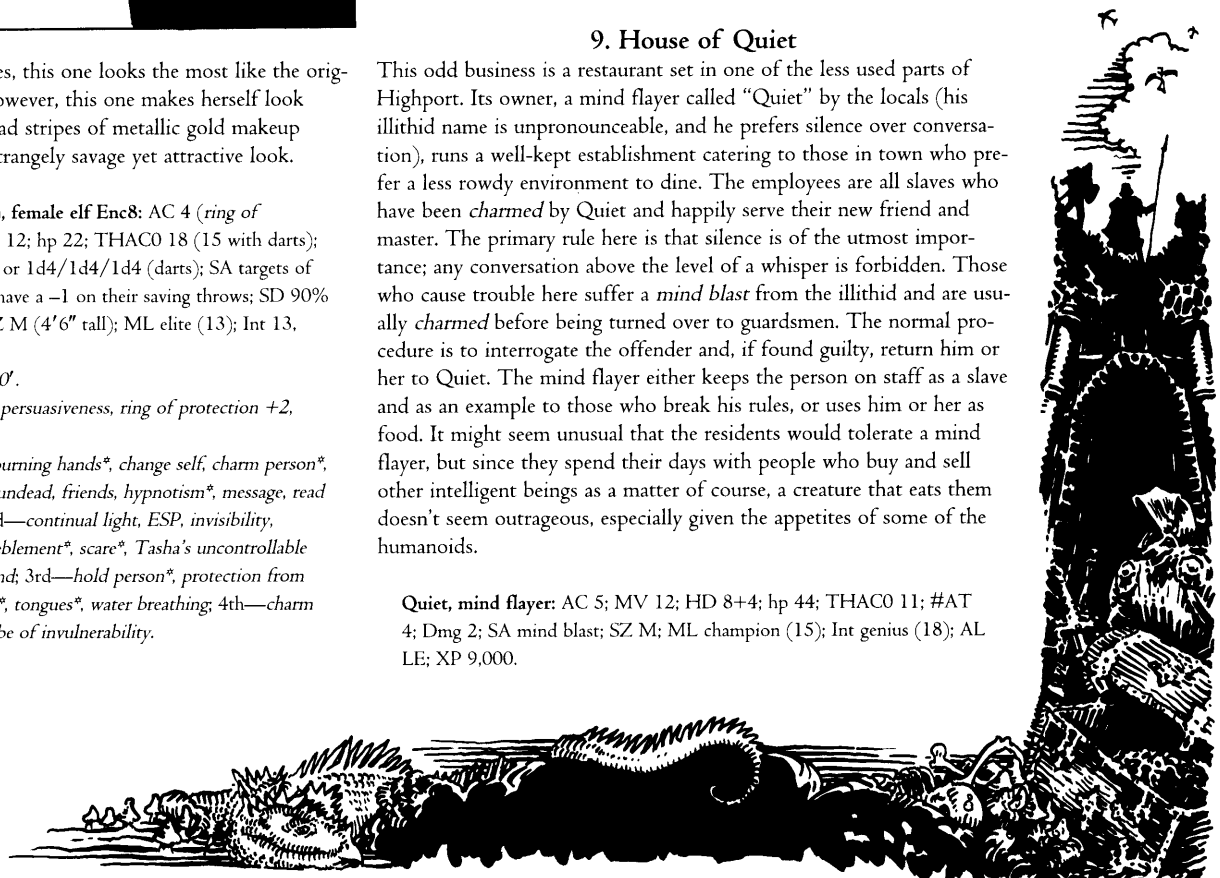 es, this one looks the most like the orig-
owever, this one makes herself look
ad stripes of metallic gold makeup
trangely savage yet attractive look.
, female elf Enc8: AC 4 (ring of
12; hp 22; THAC0 18 (15 with darts);
or 1d4/1d4/1d4 (darts); SA targets of
have a –1 on their saving throws; SD 90%
Z M (4'6" tall); ML elite (13); Int 13,
0'.
persuasiveness, ring of protection +2,
burning hands*, change self, charm person*,
undead, friends, hypnotism*, message, read
d—continual light, ESP, invisibility,
eblement*, scare*, Tasha's uncontrollable
nd; 3rd—hold person*, protection from
*, tongues*, water breathing; 4th—charm
be of invulnerability.
9. House of Quiet
This odd business is a restaurant set in one of the less used parts of
Highport. Its owner, a mind flayer called “Quiet” by the locals (his
illithid name is unpronounceable, and he prefers silence over conversa-
tion), runs a well-kept establishment catering to those in town who pre-
fer a less rowdy environment to dine. The employees are all slaves who
have been charmed by Quiet and happily serve their new friend and
master. The primary rule here is that silence is of the utmost impor-
tance; any conversation above the level of a whisper is forbidden. Those
who cause trouble here suffer a mind blast from the illithid and are usu-
ally charmed before being turned over to guardsmen. The normal pro-
cedure is to interrogate the offender and, if found guilty, return him or
her to Quiet. The mind flayer either keeps the person on staff as a slave
and as an example to those who break his rules, or uses him or her as
food. It might seem unusual that the residents would tolerate a mind
flayer, but since they spend their days with people who buy and sell
other intelligent beings as a matter of course, a creature that eats them
doesn't seem outrageous, especially given the appetites of some of the
humanoids.
Quiet, mind flayer: AC 5; MV 12; HD 8+4; hp 44; THAC0 11; #AT
4; Dmg 2; SA mind blast; SZ M; ML champion (15); Int genius (18); AL
LE; XP 9,000.